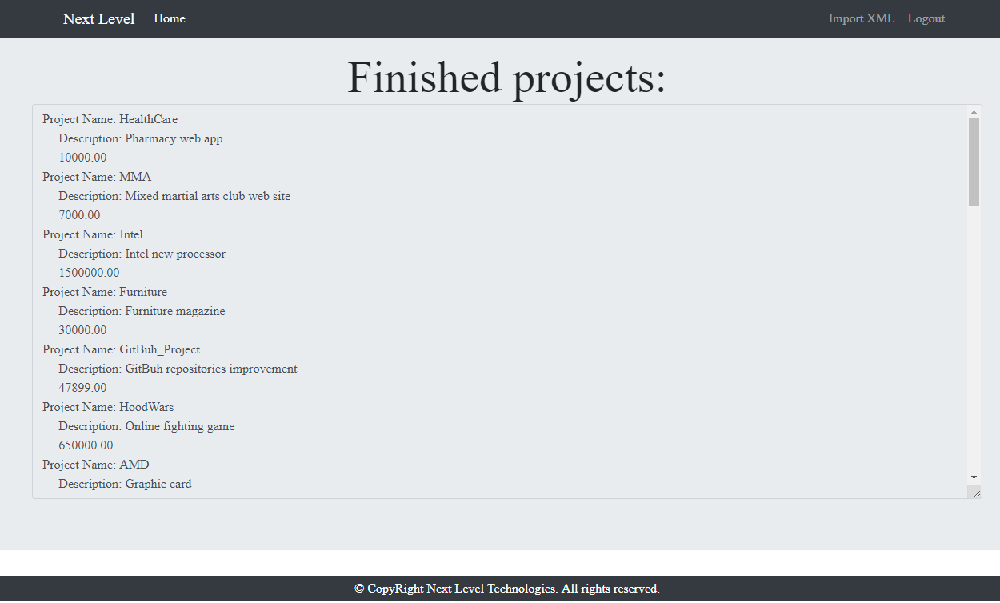 Next Level Home Import XML Logout
Finished projects:
Project Name: HealthCare
Description: Pharmacy web app
10000.00
Project Name: MMA
Description: Mixed martial arts club web site
7000.00
Project Name: Intel
Description: Intel new processor
1500000.00
Project Name: Furniture
Description: Furniture magazine
30000.00
Project Name: GitBuh_Project
Description: GitBuh repositories improvement
47899.00
Project Name: HoodWars
Description: Online fighting game
650000.00
Project Name: AMD
Description: Graphic card
© CopyRight Next Level Technologies. All rights reserved.